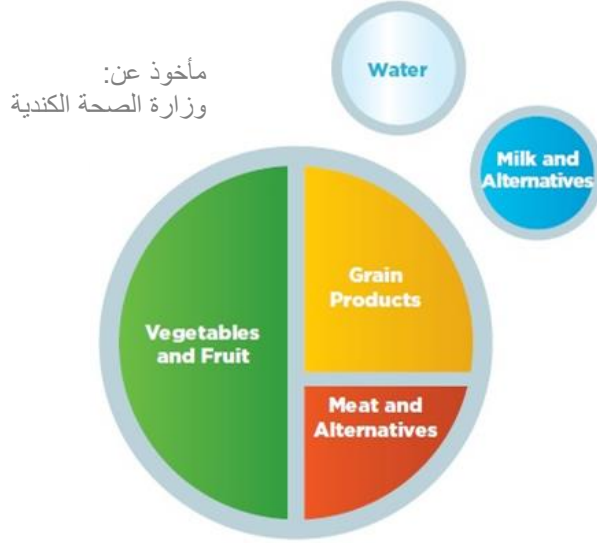 مأخوذ عن:
وزارة الصحة الكندية
Water
Milk and
Alternatives
Grain
Products
Vegetables
and Fruit
Meat and
Alternatives